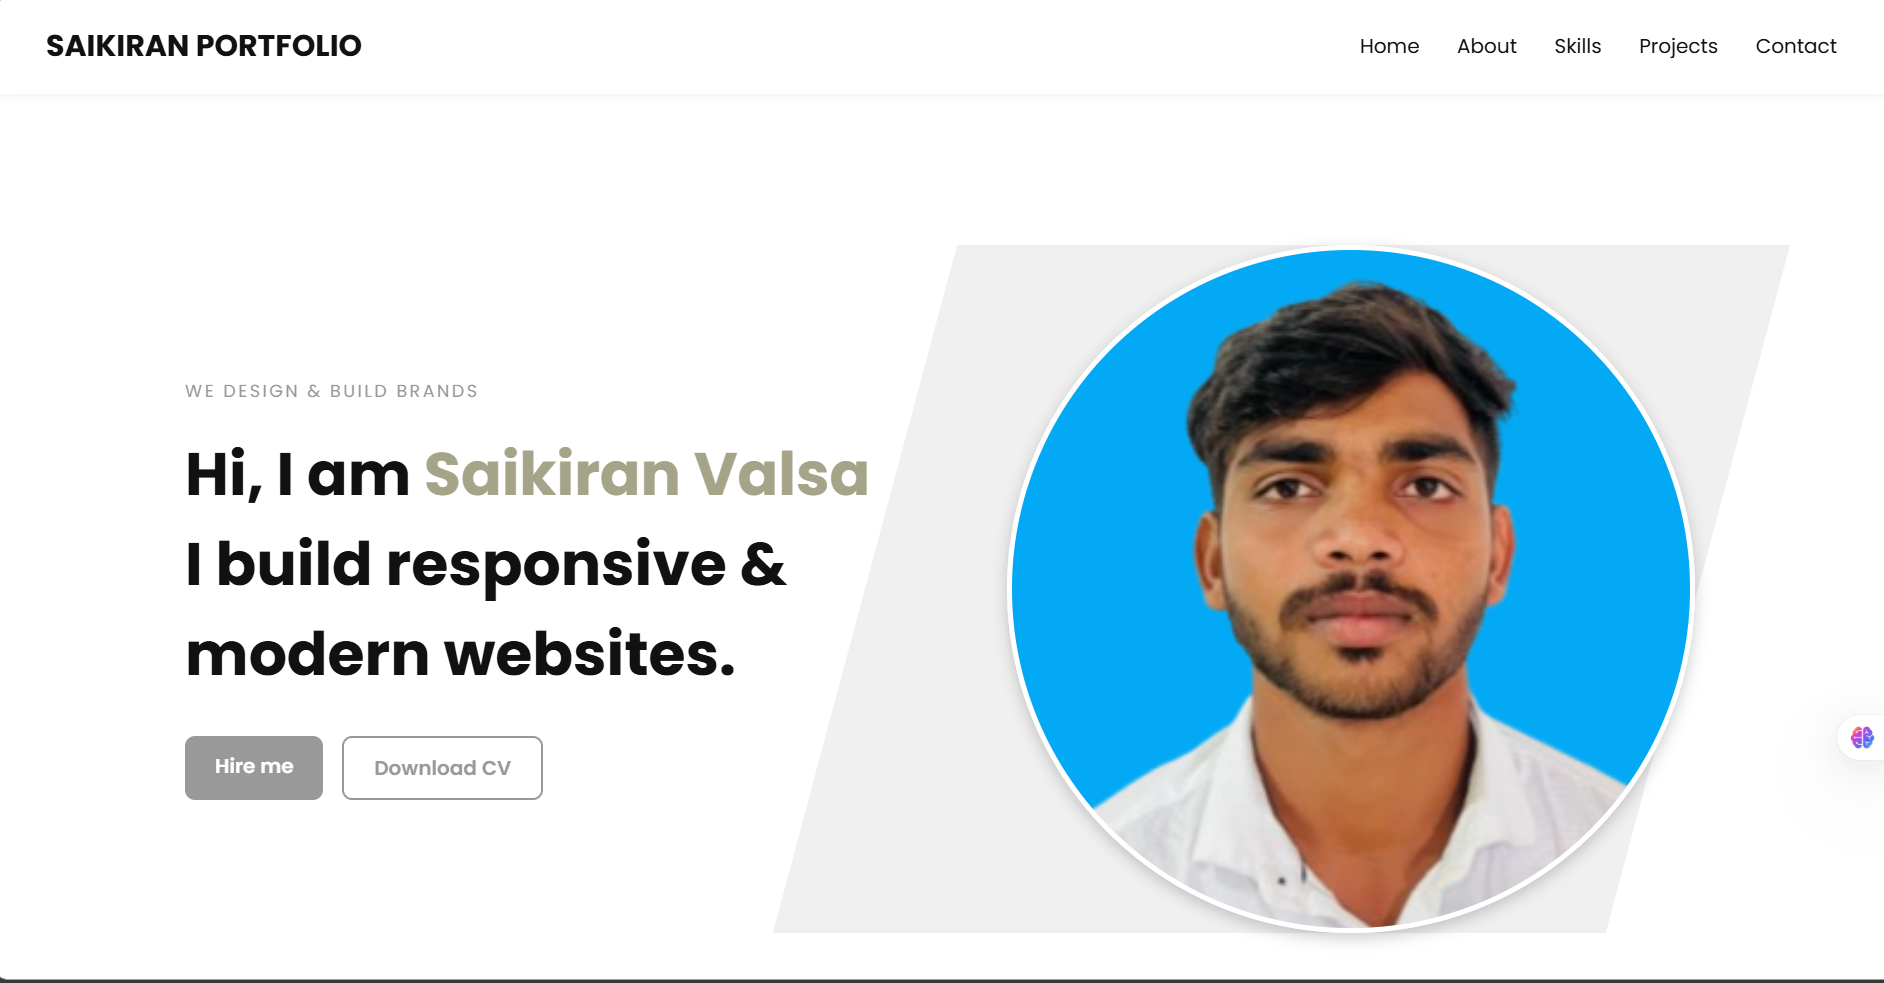 SAIKIRAN PORTFOLIO
Home About Skills Projects Contact
WE DESIGN & BUILD BRANDS
Hi, I am Saikiran Valsa
I build responsive &
modern websites.
Hire me
Download CV